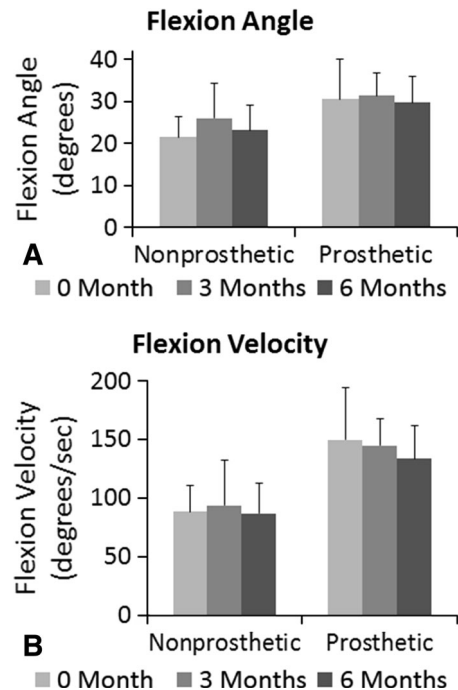 Flexion Angle
Flexion Angle
(degrees)
40
30
20
10
0
A
Nonprosthetic Prosthetic
0 Month 3 Months 6 Months
Flexion Velocity
Flexion Velocity
(degrees/sec)
200
150
100
50
0
B
Nonprosthetic Prosthetic
0 Month 3 Months 6 Months